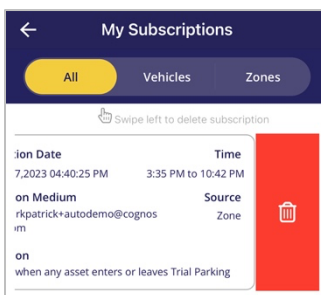 My Subscriptions
All Vehicles Zones
Swipe left to delete subscription
tion Date Time
7,2023 04:40:25 PM 3:35 PM to 10:42 PM
on Medium Source
rkpatrick+autodemo@cognos Zone
om
on
when any asset enters or leaves Trial Parking